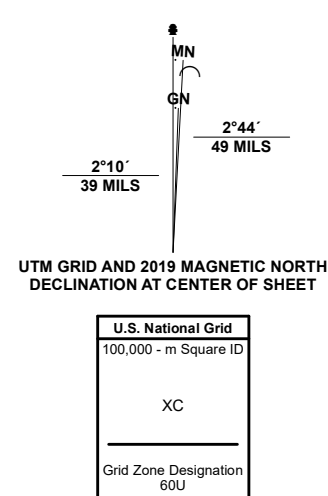 MN
GN
2°44´
49 MILS
2°10´
39 MILS
UTM GRID AND 2019 MAGNETIC NORTH
DECLINATION AT CENTER OF SHEET
U.S. National Grid
100,000 - m Square ID
XC
Grid Zone Designation
60U